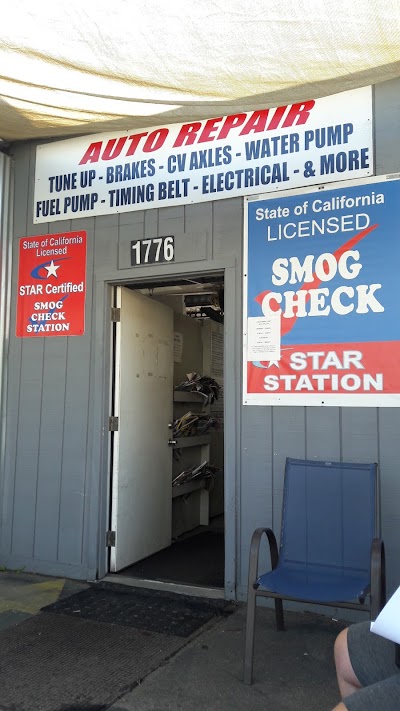 AUTO REPAIR
TUNE UP - BRAKES - CV AXLES - WATER PUMP
FUEL PUMP - TIMING BELT - ELECTRICAL - & MORE
1776
State of California
LICENSED
STAR Certified
SMOG
CHECK
STATION
State of California
LICENSED
SMOG
CHECK
STAR
STATION